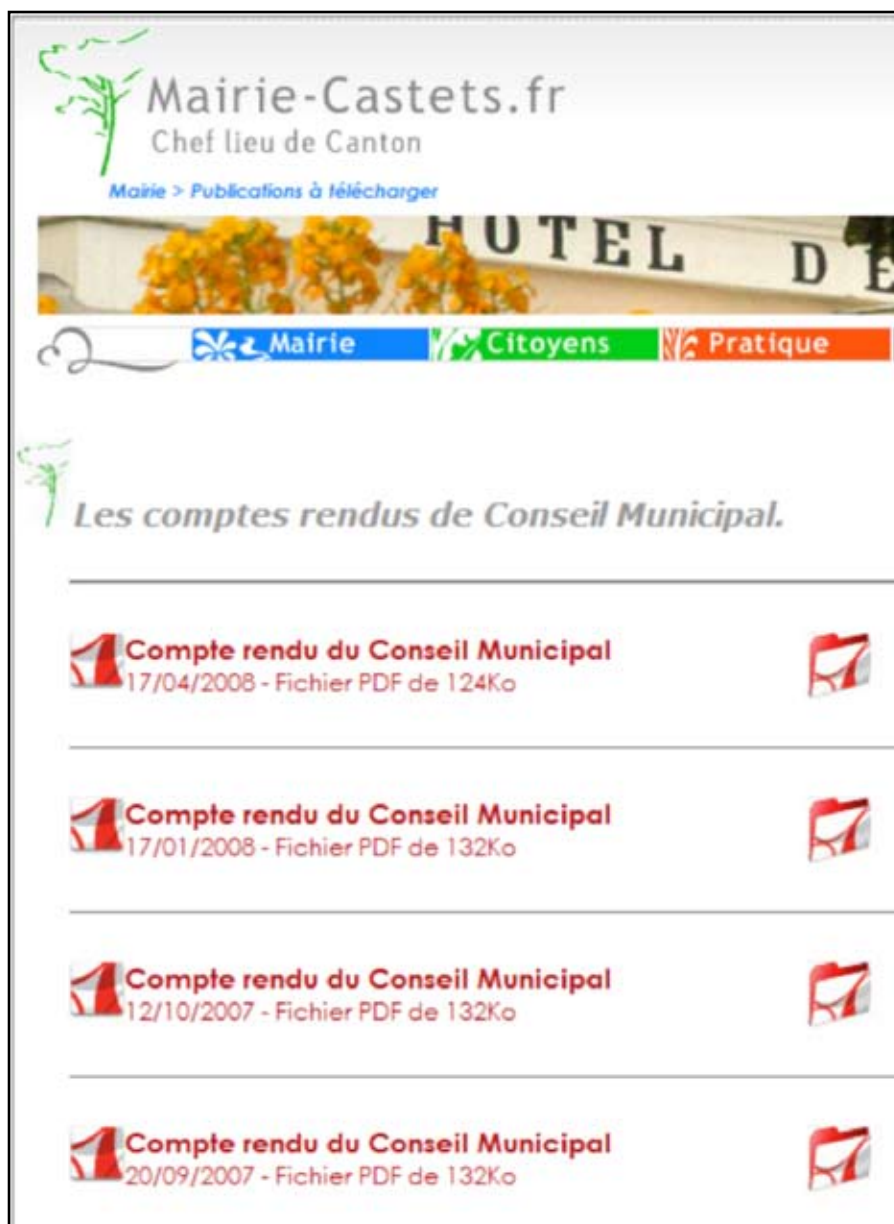 Mairie-Castets.fr
Chef lieu de Canton
Mairie > Publications à télécharger
HOTEL DE
Mairie
Citoyens
Pratique
Les comptes rendus de Conseil Municipal.
Compte rendu du Conseil Municipal
17/04/2008 - Fichier PDF de 124Ko
Compte rendu du Conseil Municipal
17/01/2008 - Fichier PDF de 132Ko
Compte rendu du Conseil Municipal
12/10/2007 - Fichier PDF de 132Ko
Compte rendu du Conseil Municipal
20/09/2007 - Fichier PDF de 132Ko